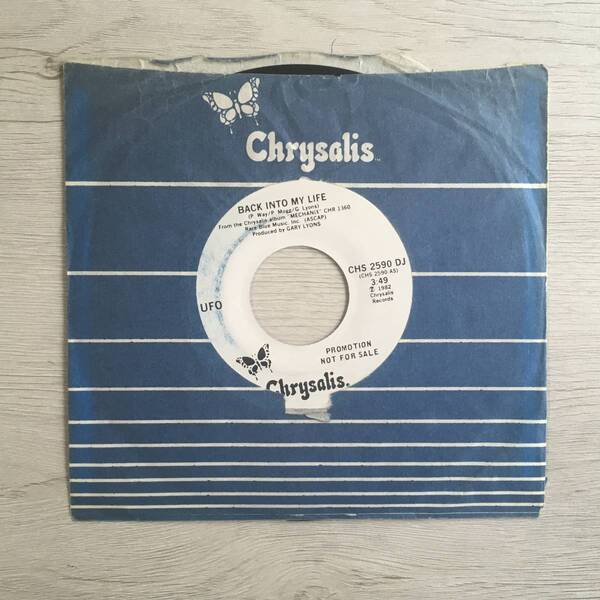 Chrysalis™
BACK INTO MY LIFE
(P. Way/P. Mogg/G. Lyons)
From the Chrysalis album "MECHANIX" CHR 1360
Rare Blue Music, Inc. (ASCAP)
Produced by GARY LYONS
UFO
CHS 2590 DJ
(CHS 2590 AS)
3:49
℗ 1982
Chrysalis
Records
PROMOTION
NOT FOR SALE
Chrysalis.